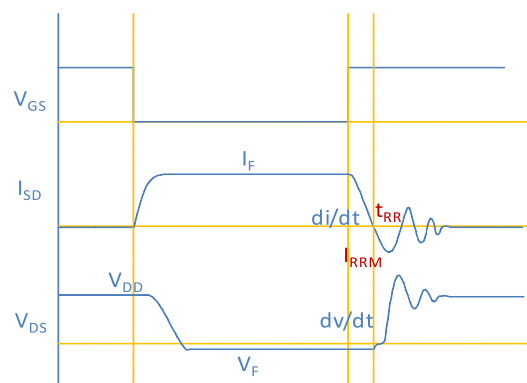 V_GS
I_F
I_SD
t_RR
di/dt
I_RRM
V_DD
V_DS
dv/dt
V_F